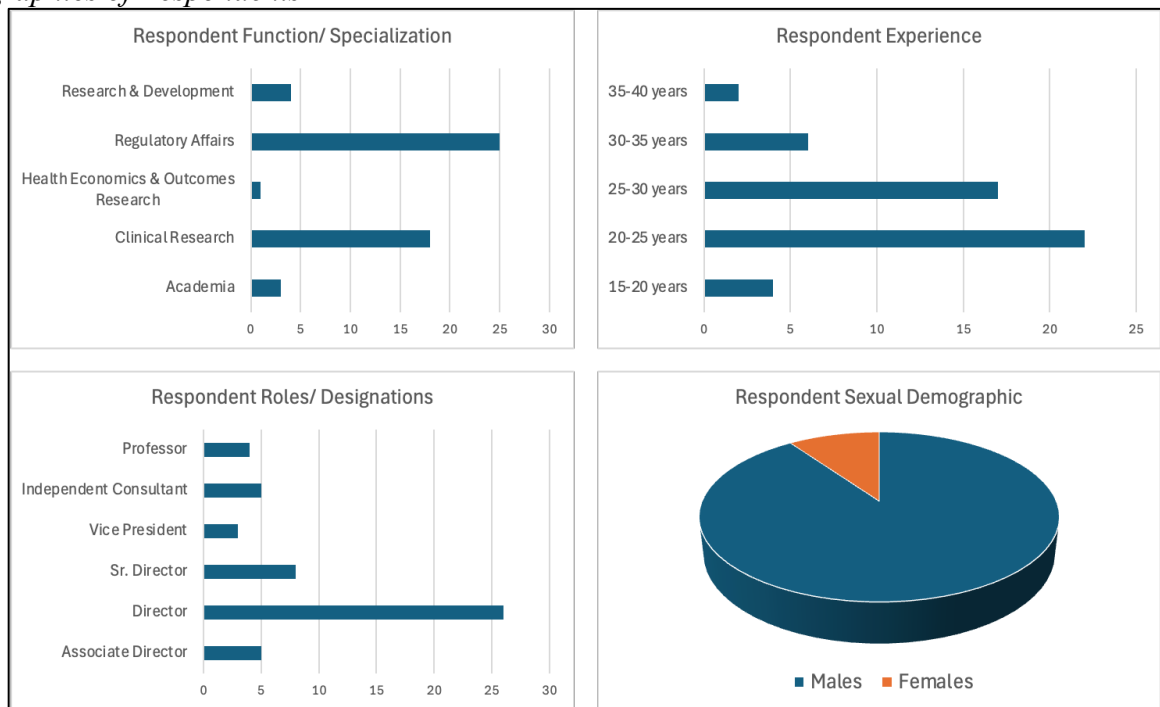 Respondent Function/ Specialization
Research & Development
Regulatory Affairs
Health Economics & Outcomes
Research
Clinical Research
Academia
0 5 10 15 20 25 30
Respondent Experience
35-40 years
30-35 years
25-30 years
20-25 years
15-20 years
0 5 10 15 20 25
Respondent Roles/ Designations
Professor
Independent Consultant
Vice President
Sr. Director
Director
Associate Director
0 5 10 15 20 25 30
Respondent Sexual Demographic
Males Females